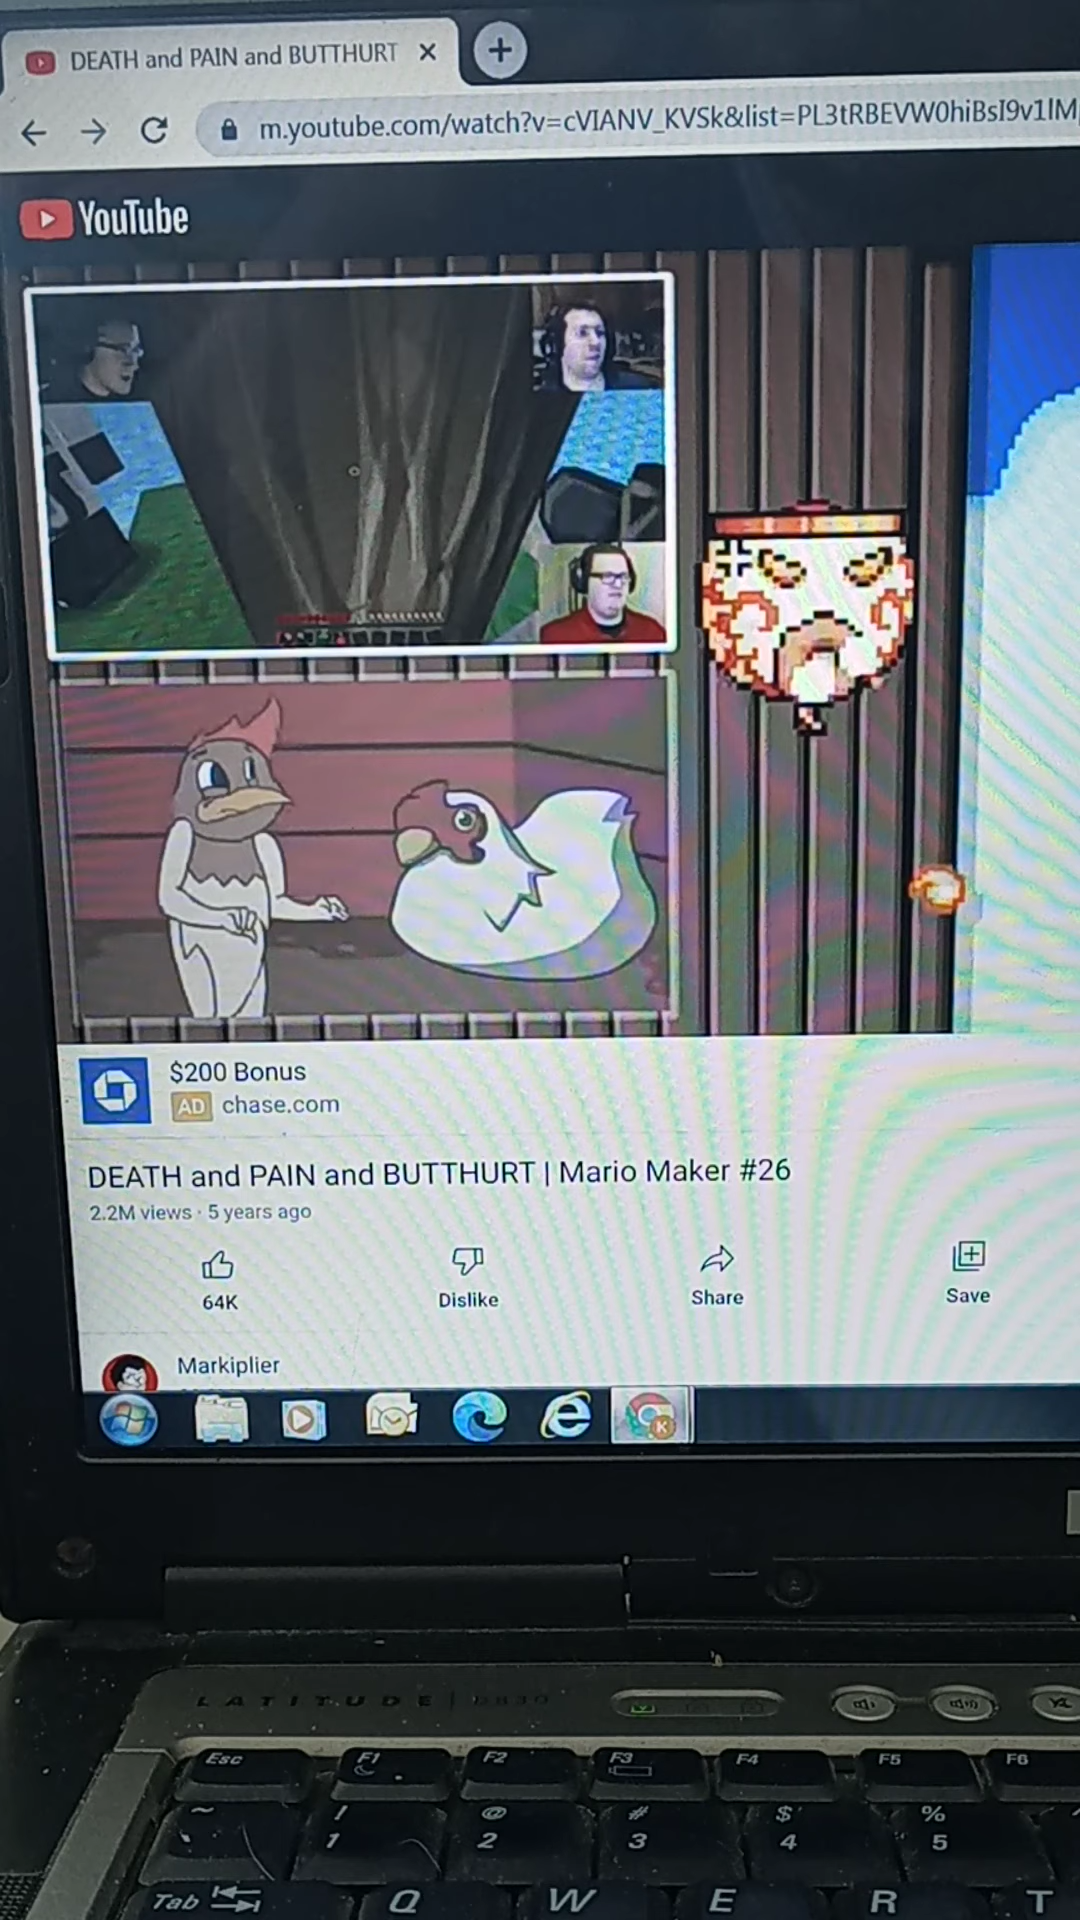 DEATH and PAIN and BUTTHURT
m.youtube.com/watch?v=cVIANV_KVSk&list=PL3tRBEVW0hiBsI9v1lM
YouTube
$200 Bonus
AD chase.com
DEATH and PAIN and BUTTHURT | Mario Maker #26
2.2M views · 5 years ago
64K Dislike Share Save
Markiplier
K
LATITUDE | D830
Esc F1 F2 F3 F4 F5 F6
~ ! @ # $ %
1 2 3 4 5
Tab Q W E R T